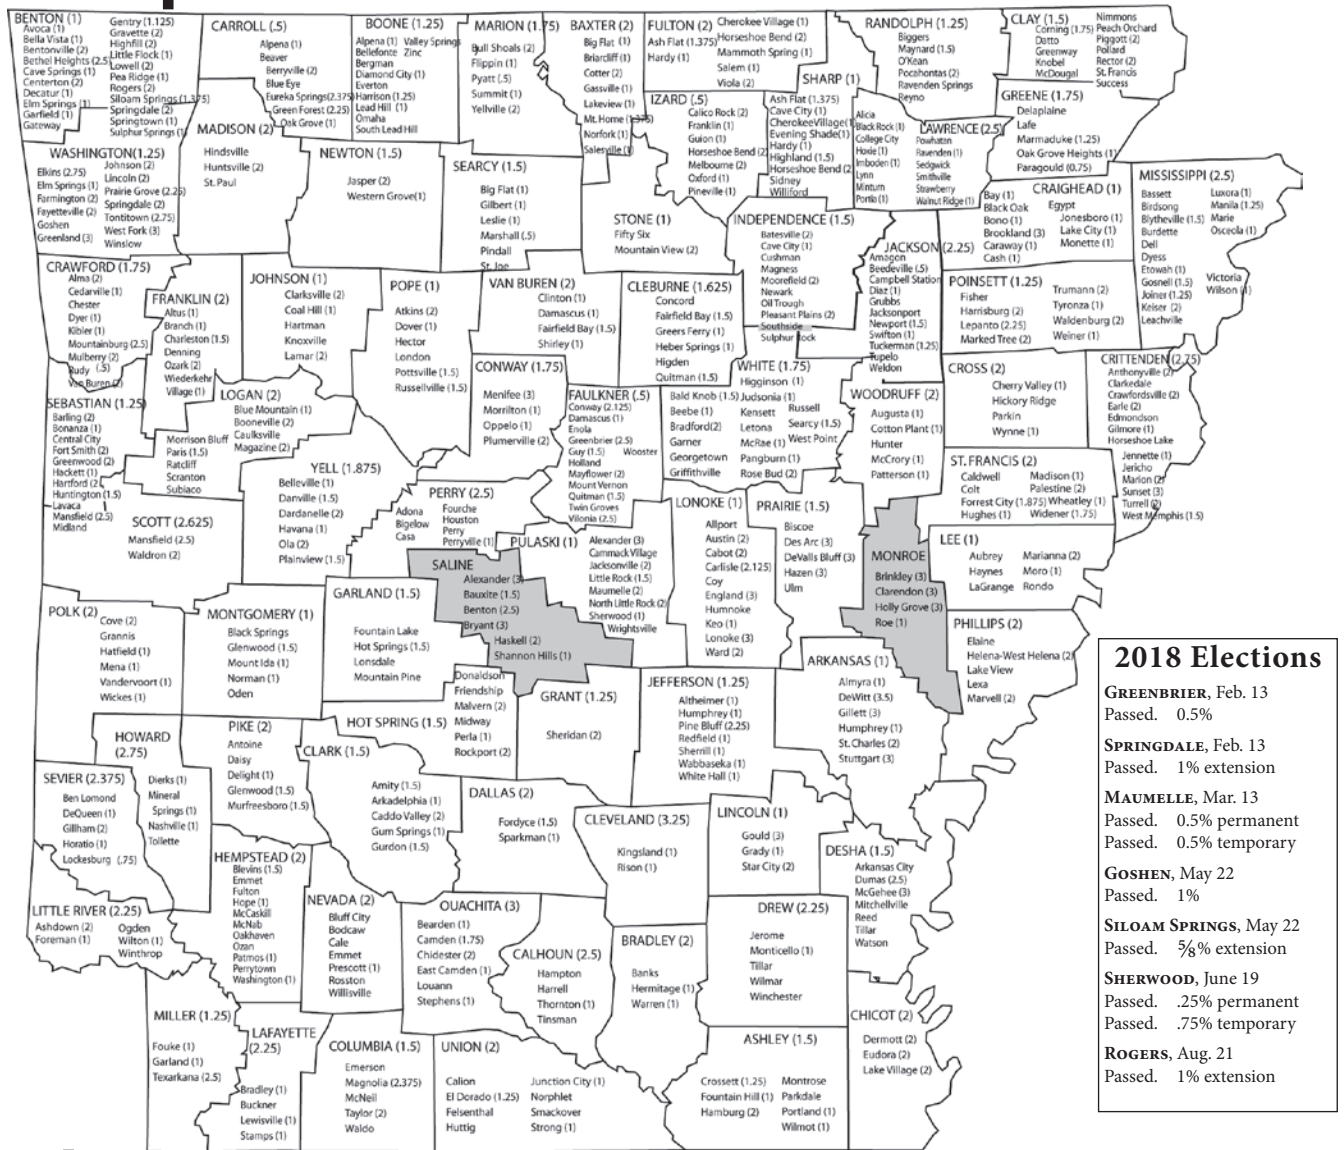 BENTON (1)
Avoca (1)
Bella Vista (1)
Bentonville (2)
Bethel Heights (2.5)
Cave Springs (1)
Centerton (2)
Decatur (1)
Elm Springs (1)
Garfield (1)
Gateway
Gentry (1.125)
Gravette (2)
Highfill (2)
Little Flock (1)
Lowell (2)
Pea Ridge (1)
Rogers (2)
Siloam Springs (1.375)
Springdale (2)
Springtown (1)
Sulphur Springs (1)
CARROLL (.5)
Alpena (1)
Beaver
Berryville (2)
Blue Eye
Eureka Springs(2.375)
Green Forest (2.25)
Oak Grove (1)
BOONE (1.25)
Alpena (1) Valley Springs
Bellefonte Zinc
Bergman
Diamond City (1)
Everton
Harrison (1.25)
Lead Hill (1)
Omaha
South Lead Hill
MARION (1.75)
Bull Shoals (2)
Flippin (1)
Pyatt (.5)
Summit (1)
Yellville (2)
BAXTER (2)
Big Flat (1)
Briarcliff (1)
Cotter (2)
Gassville (1)
Lakeview (1)
Mt. Home (1.375)
Norfork (1)
Salesville (1)
FULTON (2)
Ash Flat (1.375)
Hardy (1)
Cherokee Village (1)
Horseshoe Bend (2)
Mammoth Spring (1)
Salem (1)
Viola (2)
SHARP (1)
Ash Flat (1.375)
Cave City (1)
CherokeeVillage(1)
Evening Shade(1)
Hardy (1)
Highland (1.5)
Horseshoe Bend (2)
Sidney
Williford
IZARD (.5)
Calico Rock (2)
Franklin (1)
Guion (1)
Horseshoe Bend (2)
Melbourne (2)
Oxford (1)
Pineville (1)
RANDOLPH (1.25)
Biggers
Maynard (1.5)
O'Kean
Pocahontas (2)
Ravenden Springs
Reyno
CLAY (1.5)
Corning (1.75)
Datto
Greenway
Knobel
McDougal
Nimmons
Peach Orchard
Piggott (2)
Pollard
Rector (2)
St. Francis
Success
GREENE (1.75)
Delaplaine
Lafe
Marmaduke (1.25)
Oak Grove Heights (1)
Paragould (0.75)
LAWRENCE (2.5)
Alicia
Black Rock (1)
College City
Hoxie (1)
Imboden (1)
Lynn
Minturn
Portia (1)
Powhatan
Ravenden (1)
Sedgwick
Smithville
Strawberry
Walnut Ridge (1)
MADISON (2)
Hindsville
Huntsville (2)
St. Paul
WASHINGTON(1.25)
Elkins (2.75)
Elm Springs (1)
Farmington (2)
Fayetteville (2)
Goshen
Greenland (3)
Johnson (2)
Lincoln (2)
Prairie Grove (2.25)
Springdale (2)
Tontitown (2.75)
West Fork (3)
Winslow
NEWTON (1.5)
Jasper (2)
Western Grove(1)
SEARCY (1.5)
Big Flat (1)
Gilbert (1)
Leslie (1)
Marshall (.5)
Pindall
St. Joe
STONE (1)
Fifty Six
Mountain View (2)
INDEPENDENCE (1.5)
Batesville (2)
Cave City (1)
Cushman
Magness
Moorefield (2)
Newark
Oil Trough
Pleasant Plains (2)
Southside
Sulphur Rock
JACKSON (2.25)
Amagon
Beedeville (.5)
Campbell Station
Diaz (1)
Grubbs
Jacksonport
Newport (1.5)
Swifton (1)
Tuckerman (1.25)
Tupelo
Weldon
CRAIGHEAD (1)
Bay (1)
Black Oak
Bono (1)
Brookland (3)
Caraway (1)
Cash (1)
Egypt
Jonesboro (1)
Lake City (1)
Monette (1)
MISSISSIPPI (2.5)
Bassett
Birdsong
Blytheville (1.5)
Burdette
Dell
Dyess
Etowah (1)
Gosnell (1.5)
Joiner (1.25)
Keiser (2)
Leachville
Luxora (1)
Manila (1.25)
Marie
Osceola (1)
Victoria
Wilson (1)
POINSETT (1.25)
Fisher
Harrisburg (2)
Lepanto (2.25)
Marked Tree (2)
Trumann (2)
Tyronza (1)
Waldenburg (2)
Weiner (1)
CRAWFORD (1.75)
Alma (2)
Cedarville (1)
Chester
Dyer (1)
Kibler (1)
Mountainburg (2.5)
Mulberry (2)
Rudy (.5)
Van Buren (2)
FRANKLIN (2)
Altus (1)
Branch (1)
Charleston (1.5)
Denning
Ozark (2)
Wiederkehr
Village (1)
JOHNSON (1)
Clarksville (2)
Coal Hill (1)
Hartman
Knoxville
Lamar (2)
POPE (1)
Atkins (2)
Dover (1)
Hector
London
Pottsville (1.5)
Russellville (1.5)
VAN BUREN (2)
Clinton (1)
Damascus (1)
Fairfield Bay (1.5)
Shirley (1)
CLEBURNE (1.625)
Concord
Fairfield Bay (1.5)
Greers Ferry (1)
Heber Springs (1)
Higden
Quitman (1.5)
CONWAY (1.75)
Menifee (3)
Morrilton (1)
Oppelo (1)
Plumerville (2)
FAULKNER (.5)
Conway (2.125)
Damascus (1)
Enola
Greenbrier (2.5)
Guy (1.5) Wooster
Holland
Mayflower (2)
Mount Vernon
Quitman (1.5)
Twin Groves
Vilonia (2.5)
WHITE (1.75)
Bald Knob (1.5)
Beebe (1)
Bradford(2)
Garner
Georgetown
Griffithville
Higginson (1)
Judsonia (1)
Kensett
Letona
McRae (1)
Pangburn (1)
Rose Bud (2)
Russell
Searcy (1.5)
West Point
WOODRUFF (2)
Augusta (1)
Cotton Plant (1)
Hunter
McCrory (1)
Patterson (1)
CROSS (2)
Cherry Valley (1)
Hickory Ridge
Parkin
Wynne (1)
CRITTENDEN (2.75)
Anthonyville (2)
Clarkedale
Crawfordsville (2)
Earle (2)
Edmondson
Gilmore (1)
Horseshoe Lake
Jennette (1)
Jericho
Marion (2)
Sunset (3)
Turrell (2)
West Memphis (1.5)
ST. FRANCIS (2)
Caldwell
Colt
Forrest City (1.875)
Hughes (1)
Madison (1)
Palestine (2)
Wheatley (1)
Widener (1.75)
SEBASTIAN (1.25)
Barling (2)
Bonanza (1)
Central City
Fort Smith (2)
Greenwood (2)
Hackett (1)
Hartford (2)
Huntington (1.5)
Lavaca
Mansfield (2.5)
Midland
LOGAN (2)
Blue Mountain (1)
Booneville (2)
Caulksville
Magazine (2)
Morrison Bluff
Paris (1.5)
Ratcliff
Scranton
Subiaco
SCOTT (2.625)
Mansfield (2.5)
Waldron (2)
YELL (1.875)
Belleville (1)
Danville (1.5)
Dardanelle (2)
Havana (1)
Ola (2)
Plainview (1.5)
PERRY (2.5)
Adona
Bigelow
Casa
Fourche
Houston
Perry
Perryville (1)
PULASKI (1)
Alexander (3)
Cammack Village
Jacksonville (2)
Little Rock (1.5)
Maumelle (2)
North Little Rock (2)
Sherwood (1)
Wrightsville
LONOKE (1)
Allport
Austin (2)
Cabot (2)
Carlisle (2.125)
Coy
England (3)
Humnoke
Keo (1)
Lonoke (3)
Ward (2)
PRAIRIE (1.5)
Biscoe
Des Arc (3)
DeValls Bluff (3)
Hazen (3)
Ulm
MONROE
Brinkley (3)
Clarendon (3)
Holly Grove (3)
Roe (1)
LEE (1)
Aubrey
Haynes
LaGrange
Marianna (2)
Moro (1)
Rondo
PHILLIPS (2)
Elaine
Helena-West Helena (2)
Lake View
Lexa
Marvell (2)
POLK (2)
Cove (2)
Grannis
Hatfield (1)
Mena (1)
Vandervoort (1)
Wickes (1)
MONTGOMERY (1)
Black Springs
Glenwood (1.5)
Mount Ida (1)
Norman (1)
Oden
GARLAND (1.5)
Fountain Lake
Hot Springs (1.5)
Lonsdale
Mountain Pine
SALINE
Alexander (3)
Bauxite (1.5)
Benton (2.5)
Bryant (3)
Haskell (2)
Shannon Hills (1)
HOT SPRING (1.5)
Donaldson
Friendship
Malvern (2)
Midway
Perla (1)
Rockport (2)
GRANT (1.25)
Sheridan (2)
JEFFERSON (1.25)
Altheimer (1)
Humphrey (1)
Pine Bluff (2.25)
Redfield (1)
Sherrill (1)
Wabbaseka (1)
White Hall (1)
ARKANSAS (1)
Almyra (1)
DeWitt (3.5)
Gillett (3)
Humphrey (1)
St. Charles (2)
Stuttgart (3)
HOWARD
(2.75)
Dierks (1)
Mineral
Springs (1)
Nashville (1)
Tollette
PIKE (2)
Antoine
Daisy
Delight (1)
Glenwood (1.5)
Murfreesboro (1.5)
CLARK (1.5)
Amity (1.5)
Arkadelphia (1)
Caddo Valley (2)
Gum Springs (1)
Gurdon (1.5)
DALLAS (2)
Fordyce (1.5)
Sparkman (1)
CLEVELAND (3.25)
Kingsland (1)
Rison (1)
LINCOLN (1)
Gould (3)
Grady (1)
Star City (2)
DESHA (1.5)
Arkansas City
Dumas (2.5)
McGehee (3)
Mitchellville
Reed
Tillar
Watson
SEVIER (2.375)
Ben Lomond
DeQueen (1)
Gillham (2)
Horatio (1)
Lockesburg (.75)
LITTLE RIVER (2.25)
Ashdown (2)
Foreman (1)
Ogden
Wilton (1)
Winthrop
HEMPSTEAD (2)
Blevins (1.5)
Emmet
Fulton
Hope (1)
McCaskill
McNab
Oakhaven
Ozan
Patmos (1)
Perrytown
Washington (1)
NEVADA (2)
Bluff City
Bodcaw
Cale
Emmet
Prescott (1)
Rosston
Willisville
OUACHITA (3)
Bearden (1)
Camden (1.75)
Chidester (2)
East Camden (1)
Louann
Stephens (1)
CALHOUN (2.5)
Hampton
Harrell
Thornton (1)
Tinsman
BRADLEY (2)
Banks
Hermitage (1)
Warren (1)
DREW (2.25)
Jerome
Monticello (1)
Tillar
Wilmar
Winchester
MILLER (1.25)
Fouke (1)
Garland (1)
Texarkana (2.5)
LAFAYETTE
(2.25)
Bradley (1)
Buckner
Lewisville (1)
Stamps (1)
COLUMBIA (1.5)
Emerson
Magnolia (2.375)
McNeil
Taylor (2)
Waldo
UNION (2)
Calion
El Dorado (1.25)
Felsenthal
Huttig
Junction City (1)
Norphlet
Smackover
Strong (1)
ASHLEY (1.5)
Crossett (1.25)
Fountain Hill (1)
Hamburg (2)
Montrose
Parkdale
Portland (1)
Wilmot (1)
CHICOT (2)
Dermott (2)
Eudora (2)
Lake Village (2)
2018 Elections
GREENBRIER, Feb. 13
Passed. 0.5%
SPRINGDALE, Feb. 13
Passed. 1% extension
MAUMELLE, Mar. 13
Passed. 0.5% permanent
Passed. 0.5% temporary
GOSHEN, May 22
Passed. 1%
SILOAM SPRINGS, May 22
Passed. ⅝% extension
SHERWOOD, June 19
Passed. .25% permanent
Passed. .75% temporary
ROGERS, Aug. 21
Passed. 1% extension